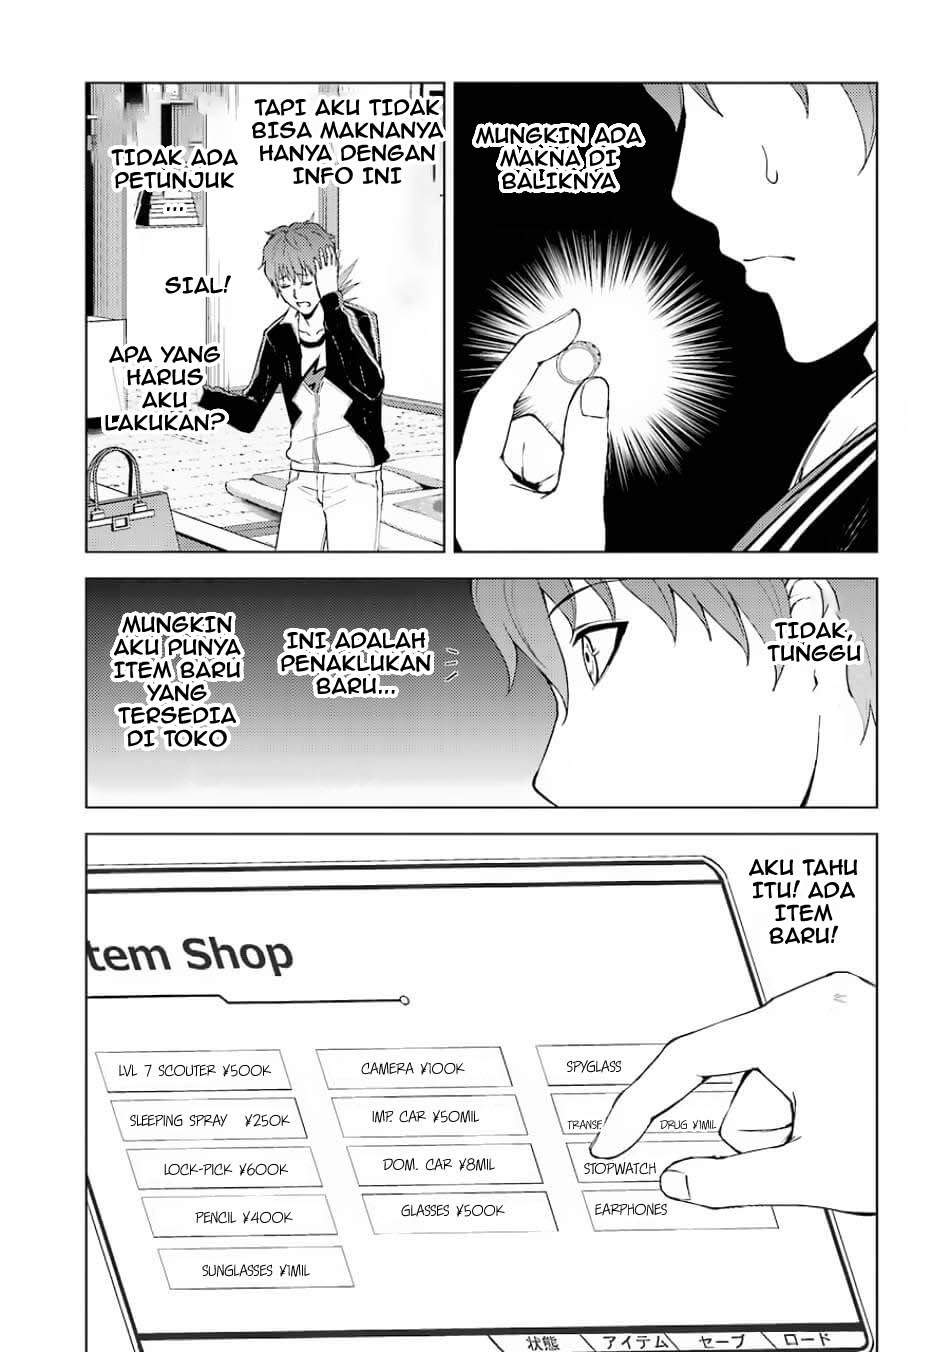 MUNGKIN ADA
MAKNA DI
BALIKNYA
TAPI AKU TIDAK
BISA MAKNANYA
HANYA DENGAN
INFO INI
TIDAK ADA
PETUNJUK
...
SIAL!
APA YANG
HARUS
AKU
LAKUKAN?
TIDAK,
TUNGGU
INI ADALAH
PENAKLUKAN
BARU...
MUNGKIN
AKU PUNYA
ITEM BARU
YANG
TERSEDIA
DI TOKO
AKU TAHU
ITU! ADA
ITEM
BARU!
tem Shop
LVL 7 SCOUTER ¥500K
CAMERA ¥100K
SPYGLASS
SLEEPING SPRAY ¥250K
IMP. CAR ¥50MIL
TRANSE DRUG ¥1MIL
LOCK-PICK ¥600K
DOM. CAR ¥8MIL
STOPWATCH
PENCIL ¥400K
GLASSES ¥500K
EARPHONES
SUNGLASSES ¥1MIL
状態 アイテム セーブ ロード